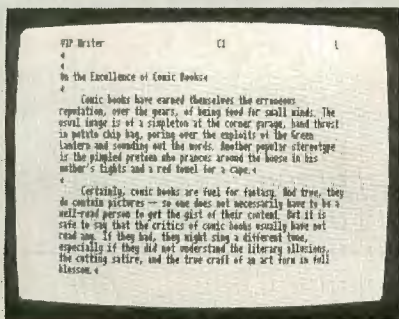 VIP Writer C1 1
On the Excellence of Comic Books
Comic books have earned themselves the erroneous
reputation, over the years, of being food for small minds. The
usual image is of a simpleton at the corner garage, hand thrust
in potato chip bag, poring over the exploits of the Green
Lantern and sounding out the words. Another popular stereotype
is the pimpled preteen who prances around the house in his
mother's tights and a red towel for a cape.
Certainly, comic books are fuel for fantasy. And true, they
do contain pictures — so one does not necessarily have to be a
well-read person to get the gist of their content. But it is
safe to say that the critics of comic books usually have not
read any. If they had, they might sing a different tune,
especially if they did not understand the literary allusions,
the cutting satire, and the true craft of an art form in full
blossom.